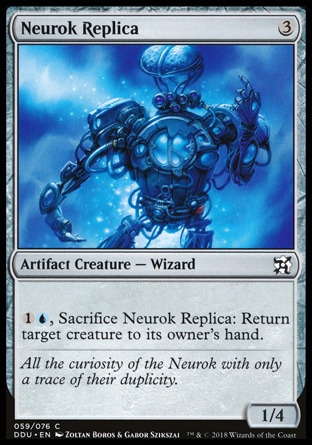 Neurok Replica 3
Artifact Creature — Wizard
1, Sacrifice Neurok Replica: Return
target creature to its owner's hand.
All the curiosity of the Neurok with only
a trace of their duplicity.
1/4
059/076 C
DDU • EN Zoltan Boros & Gabor Szikszai ™ & © 2018 Wizards of the Coast